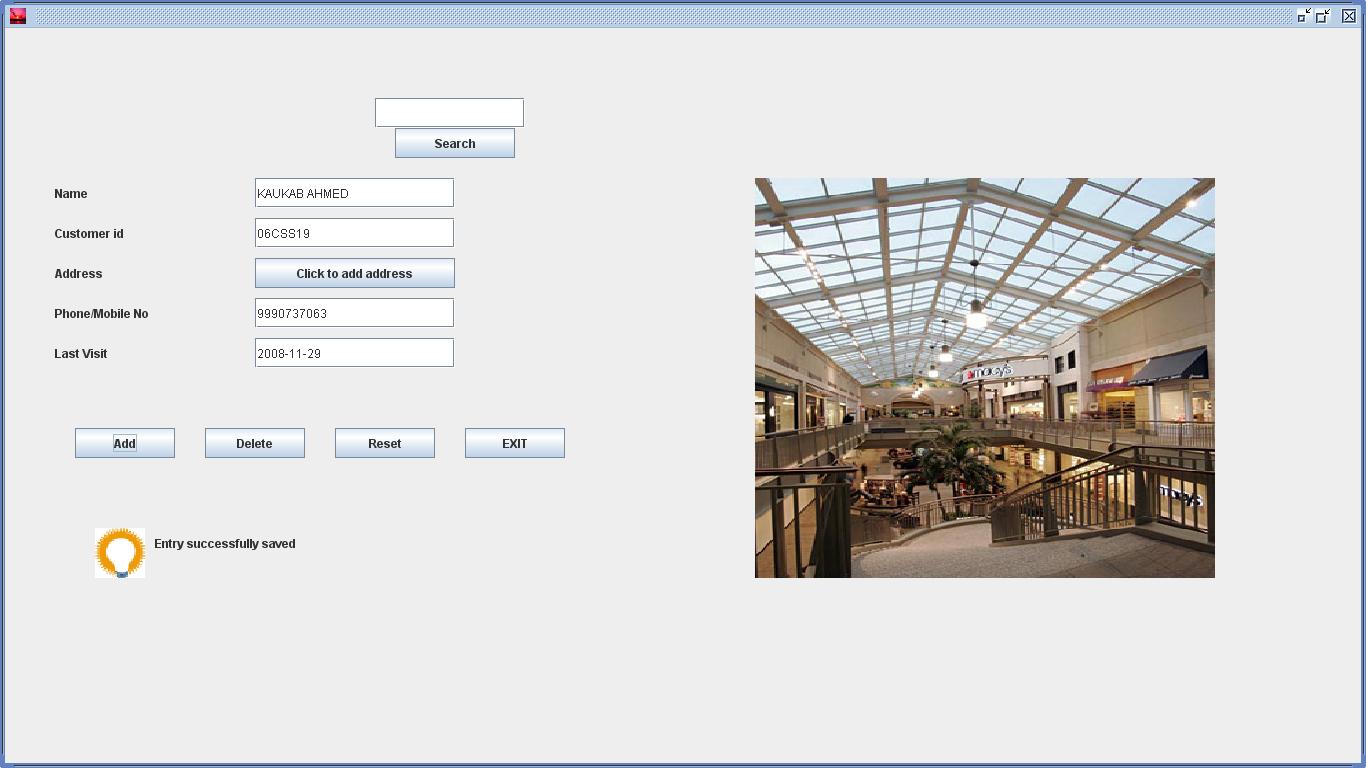 Search
Name KAUKAB AHMED
Customer id 06CSS19
Address Click to add address
Phone/Mobile No 9990737063
Last Visit 2008-11-29
Add Delete Reset EXIT
Entry successfully saved
macy's
macy's